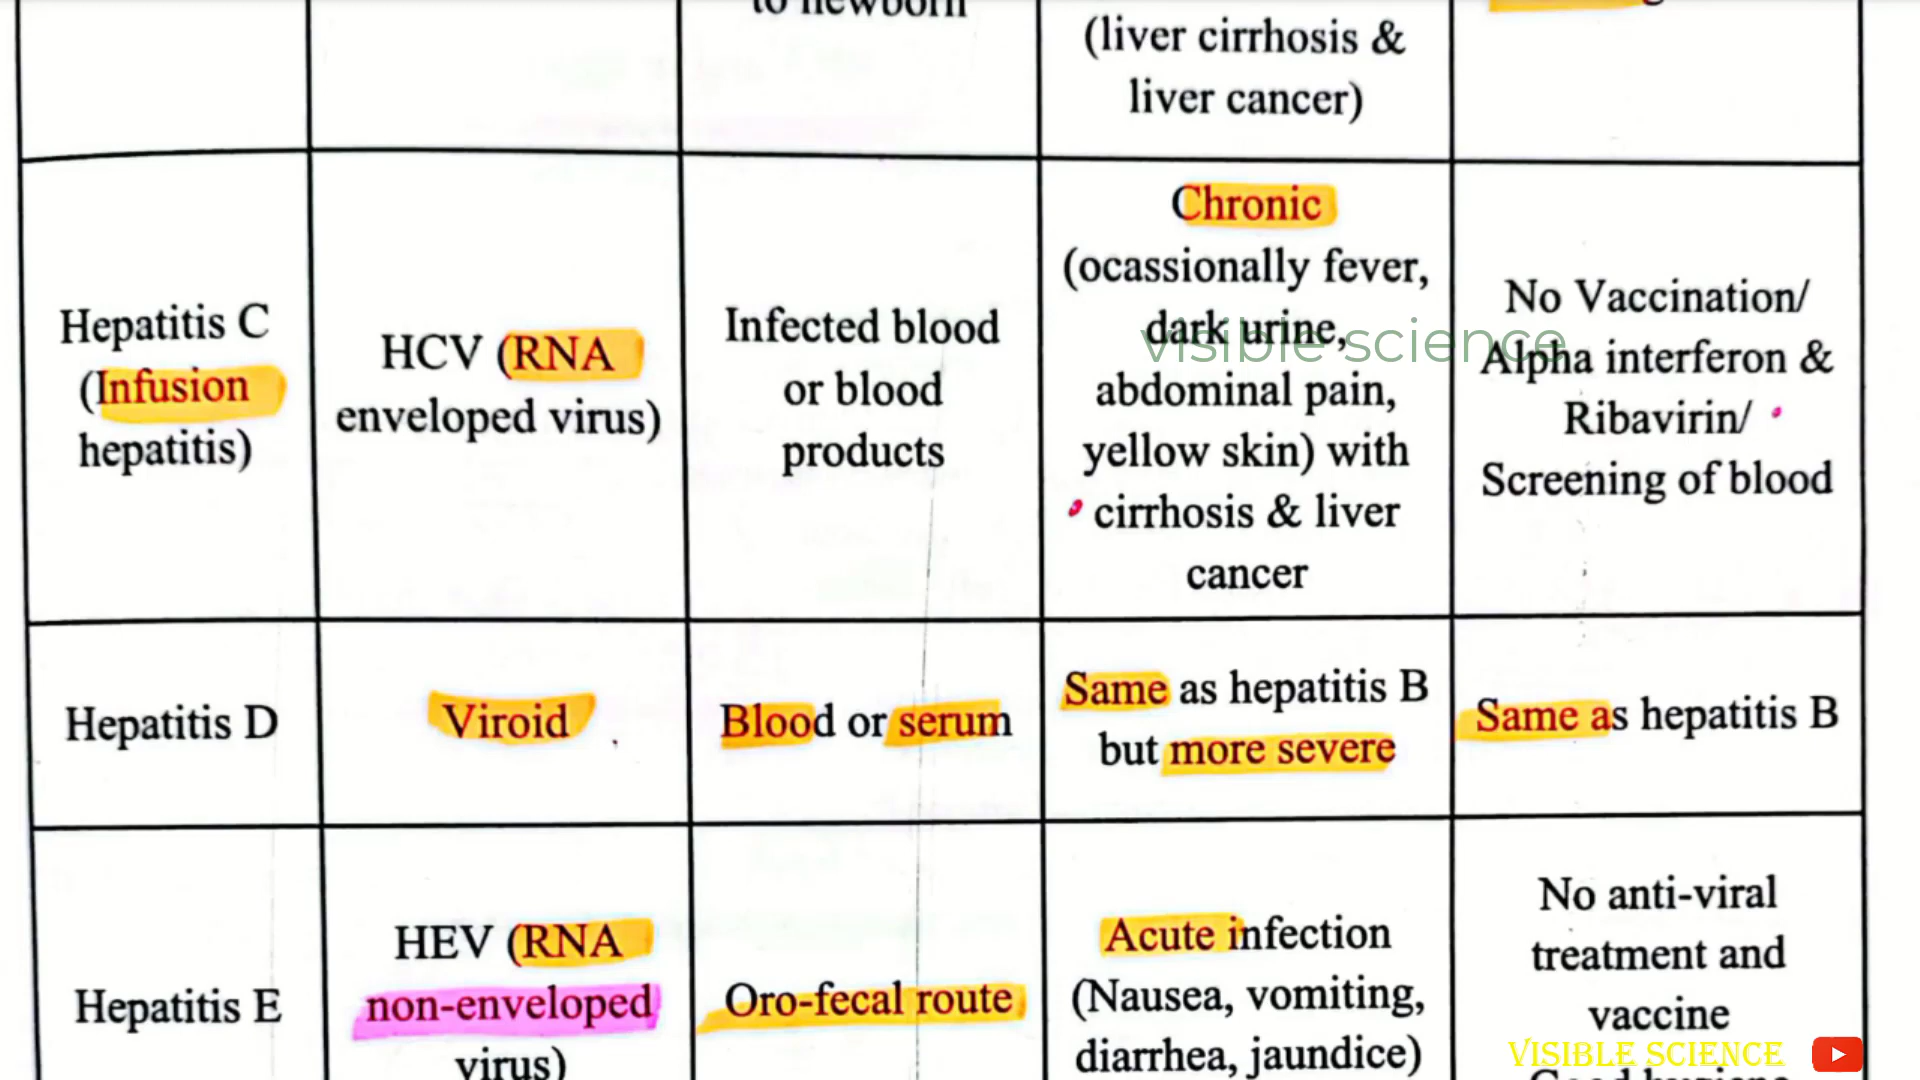 to newborn
(liver cirrhosis &
liver cancer)
Hepatitis C
(Infusion
hepatitis)
HCV (RNA
enveloped virus)
Infected blood
or blood
products
Chronic
(ocassionally fever,
dark urine,
abdominal pain,
yellow skin) with
cirrhosis & liver
cancer
No Vaccination/
Alpha interferon &
Ribavirin/
Screening of blood
visible science
Hepatitis D
Viroid
Blood or serum
Same as hepatitis B
but more severe
Same as hepatitis B
Hepatitis E
HEV (RNA
non-enveloped
virus)
Oro-fecal route
Acute infection
(Nausea, vomiting,
diarrhea, jaundice)
No anti-viral
treatment and
vaccine
Good hygiene
VISIBLE SCIENCE